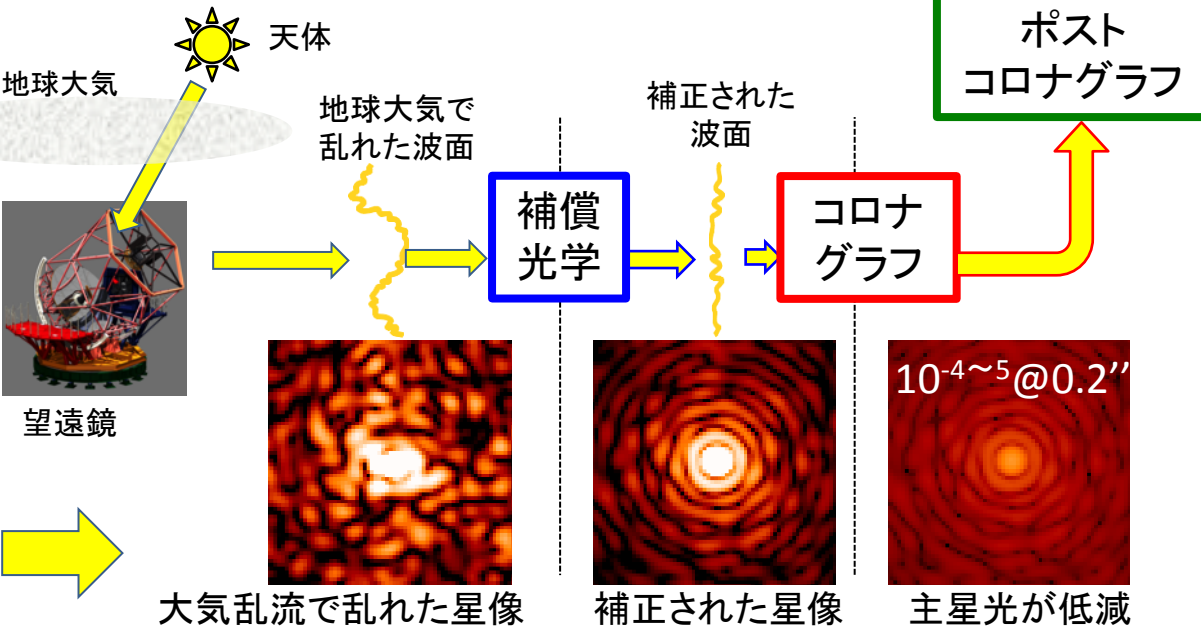 天体
地球大気
地球大気で
乱れた波面
補正された
波面
ポスト
コロナグラフ
補償
光学
コロナ
グラフ
望遠鏡
10-4~5@0.2’’
大気乱流で乱れた星像
補正された星像
主星光が低減